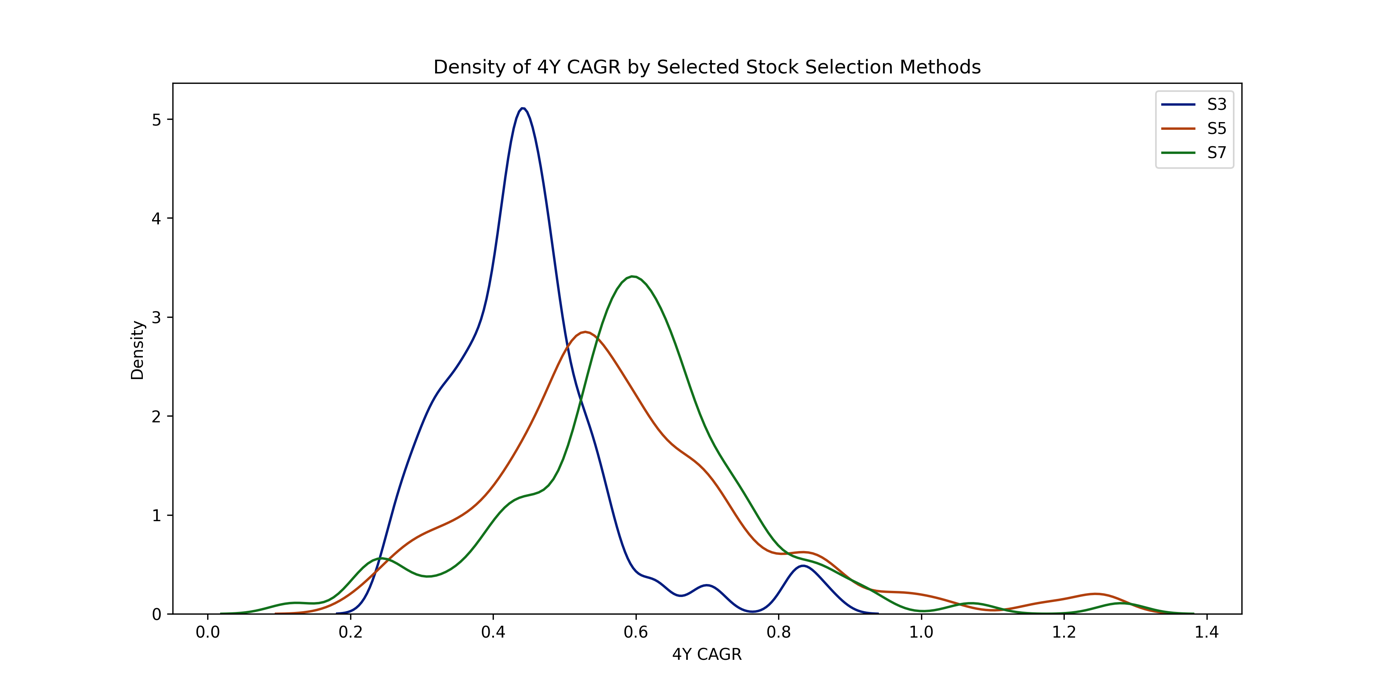 Density of 4Y CAGR by Selected Stock Selection Methods
S3
S5
S7
Density
5
4
3
2
1
0
0.0 0.2 0.4 0.6 0.8 1.0 1.2 1.4
4Y CAGR